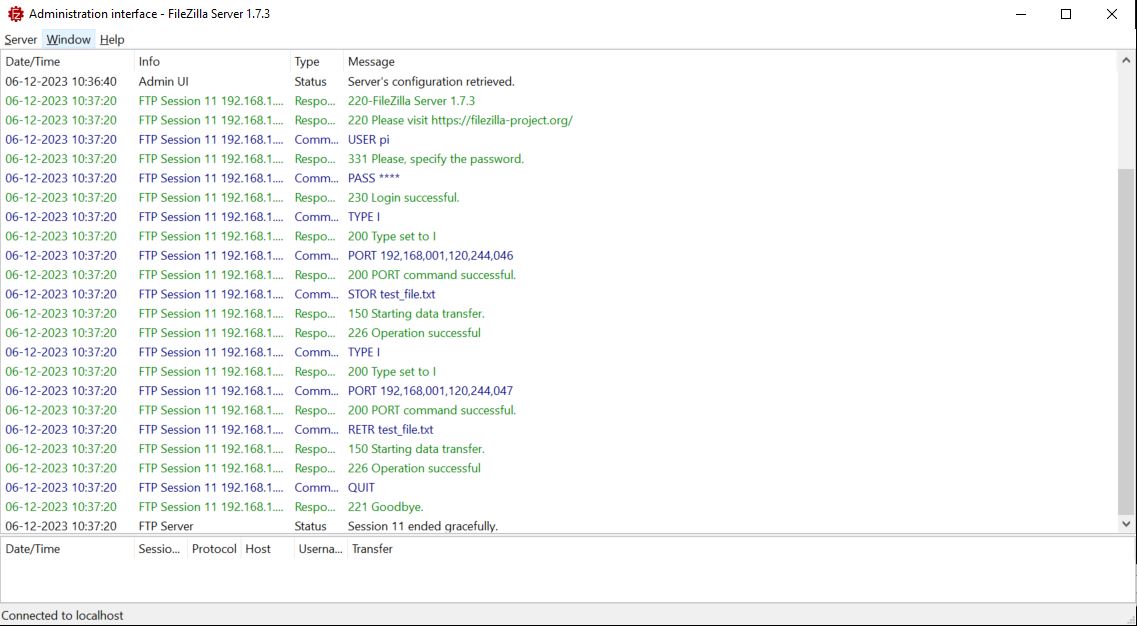 Administration interface - FileZilla Server 1.7.3
Server Window Help
Date/Time Info Type Message
06-12-2023 10:36:40 Admin UI Status Server's configuration retrieved.
06-12-2023 10:37:20 FTP Session 11 192.168.1.... Respo... 220-FileZilla Server 1.7.3
06-12-2023 10:37:20 FTP Session 11 192.168.1.... Respo... 220 Please visit https://filezilla-project.org/
06-12-2023 10:37:20 FTP Session 11 192.168.1.... Comm... USER pi
06-12-2023 10:37:20 FTP Session 11 192.168.1.... Respo... 331 Please, specify the password.
06-12-2023 10:37:20 FTP Session 11 192.168.1.... Comm... PASS ****
06-12-2023 10:37:20 FTP Session 11 192.168.1.... Respo... 230 Login successful.
06-12-2023 10:37:20 FTP Session 11 192.168.1.... Comm... TYPE I
06-12-2023 10:37:20 FTP Session 11 192.168.1.... Respo... 200 Type set to I
06-12-2023 10:37:20 FTP Session 11 192.168.1.... Comm... PORT 192,168,001,120,244,046
06-12-2023 10:37:20 FTP Session 11 192.168.1.... Respo... 200 PORT command successful.
06-12-2023 10:37:20 FTP Session 11 192.168.1.... Comm... STOR test_file.txt
06-12-2023 10:37:20 FTP Session 11 192.168.1.... Respo... 150 Starting data transfer.
06-12-2023 10:37:20 FTP Session 11 192.168.1.... Respo... 226 Operation successful
06-12-2023 10:37:20 FTP Session 11 192.168.1.... Comm... TYPE I
06-12-2023 10:37:20 FTP Session 11 192.168.1.... Respo... 200 Type set to I
06-12-2023 10:37:20 FTP Session 11 192.168.1.... Comm... PORT 192,168,001,120,244,047
06-12-2023 10:37:20 FTP Session 11 192.168.1.... Respo... 200 PORT command successful.
06-12-2023 10:37:20 FTP Session 11 192.168.1.... Comm... RETR test_file.txt
06-12-2023 10:37:20 FTP Session 11 192.168.1.... Respo... 150 Starting data transfer.
06-12-2023 10:37:20 FTP Session 11 192.168.1.... Respo... 226 Operation successful
06-12-2023 10:37:20 FTP Session 11 192.168.1.... Comm... QUIT
06-12-2023 10:37:20 FTP Session 11 192.168.1.... Respo... 221 Goodbye.
06-12-2023 10:37:20 FTP Server Status Session 11 ended gracefully.
Date/Time Sessio... Protocol Host Userna... Transfer
Connected to localhost